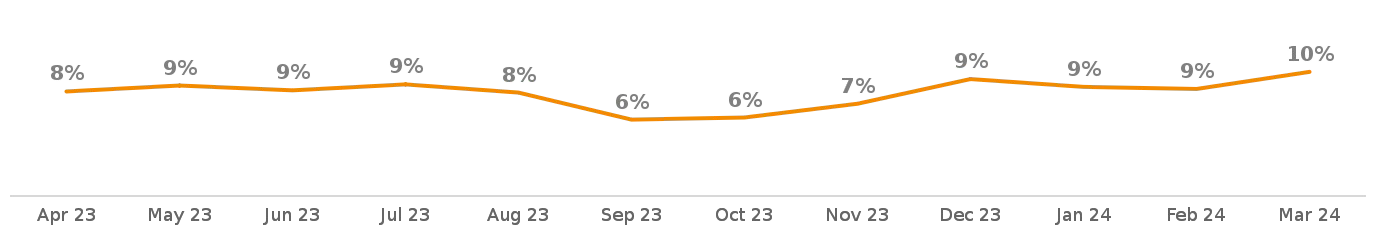 8% 9% 9% 9% 8% 6% 6% 7% 9% 9% 9% 10%
Apr 23 May 23 Jun 23 Jul 23 Aug 23 Sep 23 Oct 23 Nov 23 Dec 23 Jan 24 Feb 24 Mar 24